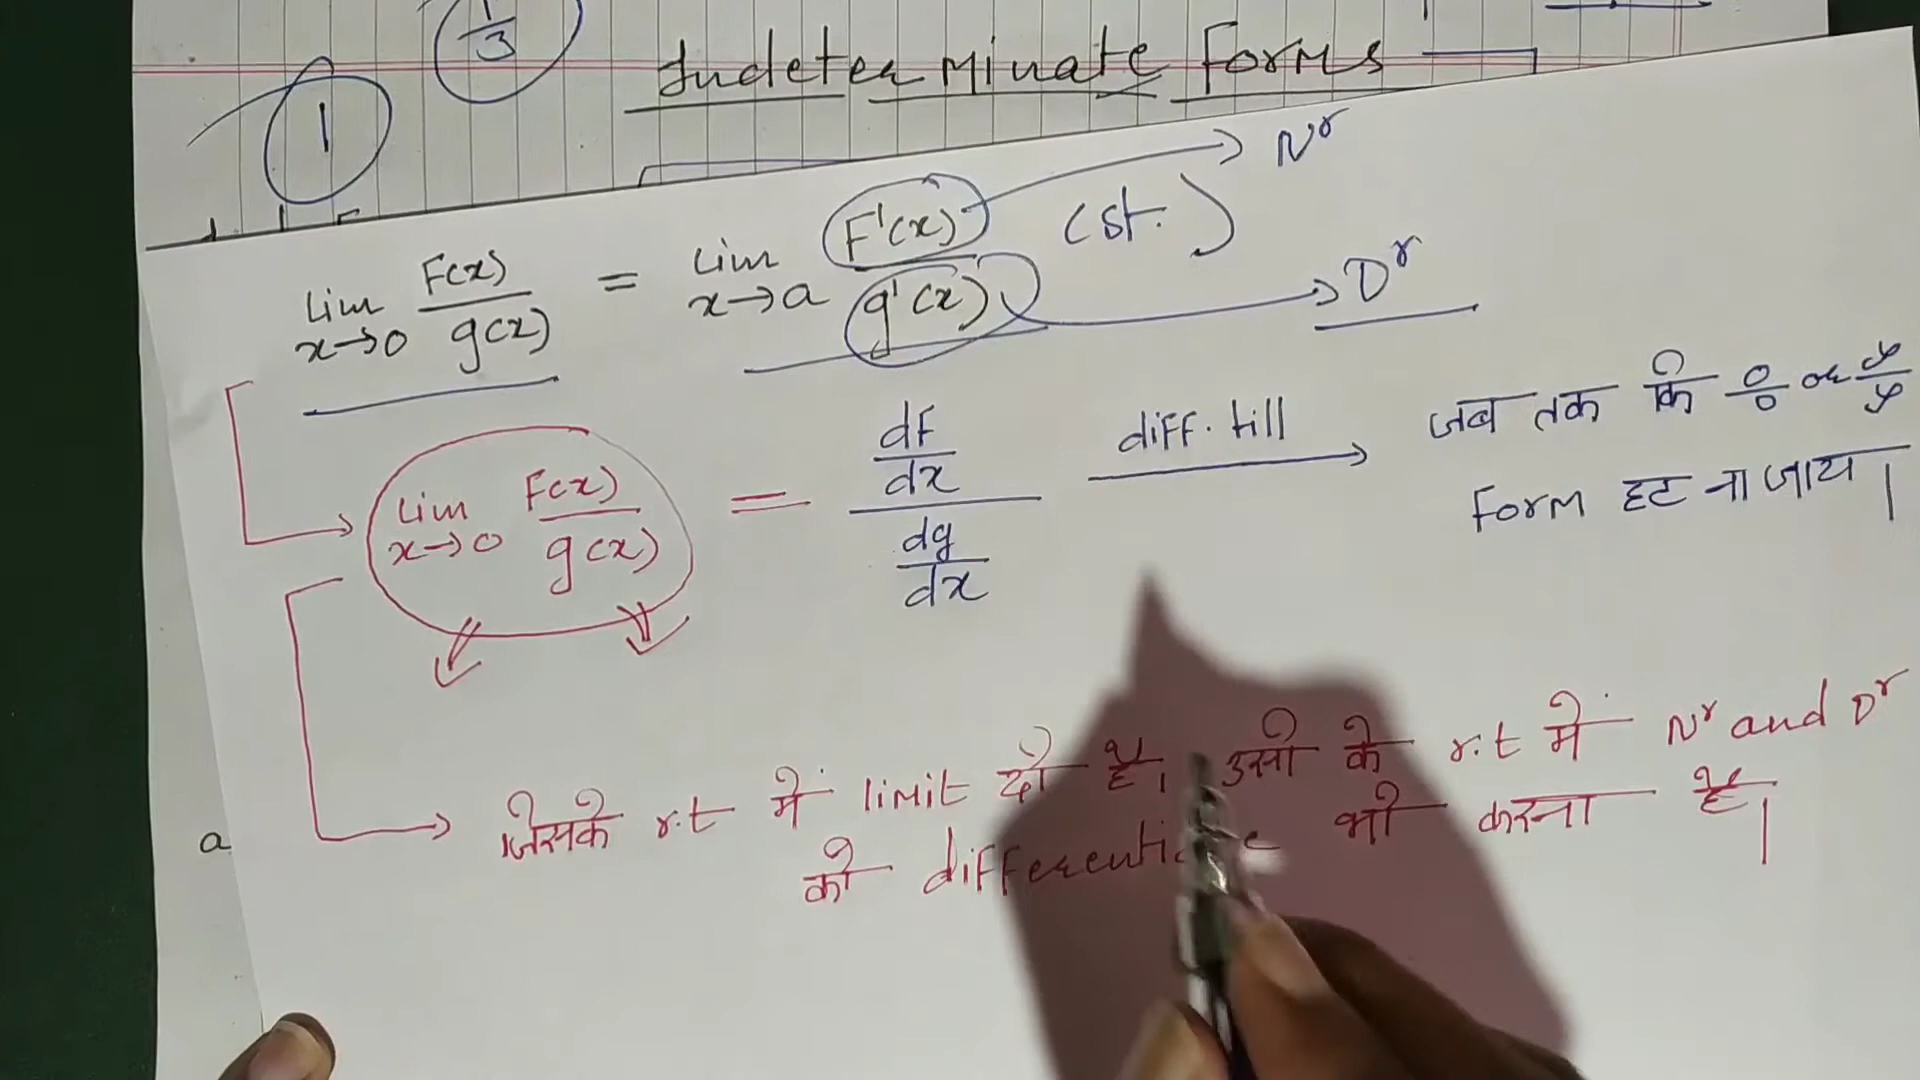 1/3
1
Indeterminate Forms
lim x→0 F(x)/g(x) = lim x→a F'(x)/g'(x) (st.)
Nʳ
Dʳ
lim x→0 F(x)/g(x) = dF/dx / dg/dx
diff. till
जब तक कि 0/0 or
Form हट ना जाय।
जिसके r.t में limit दी है। उसी के r.t में Nʳ and Dʳ
को differentiate भी करना है।
a